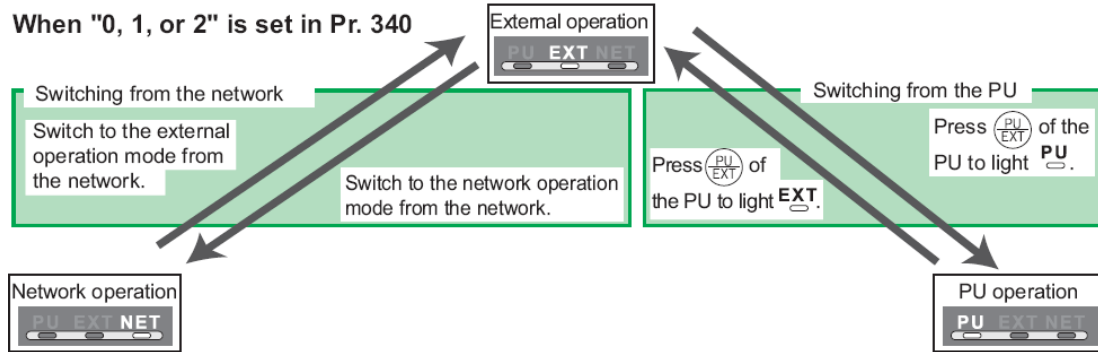 When "0, 1, or 2" is set in Pr. 340
External operation
PU EXT NET
Switching from the network
Switch to the external
operation mode from
the network.
Switch to the network operation
mode from the network.
Switching from the PU
Press PU/EXT of the
PU to light PU.
Press PU/EXT of
the PU to light EXT.
Network operation
PU EXT NET
PU operation
PU EXT NET